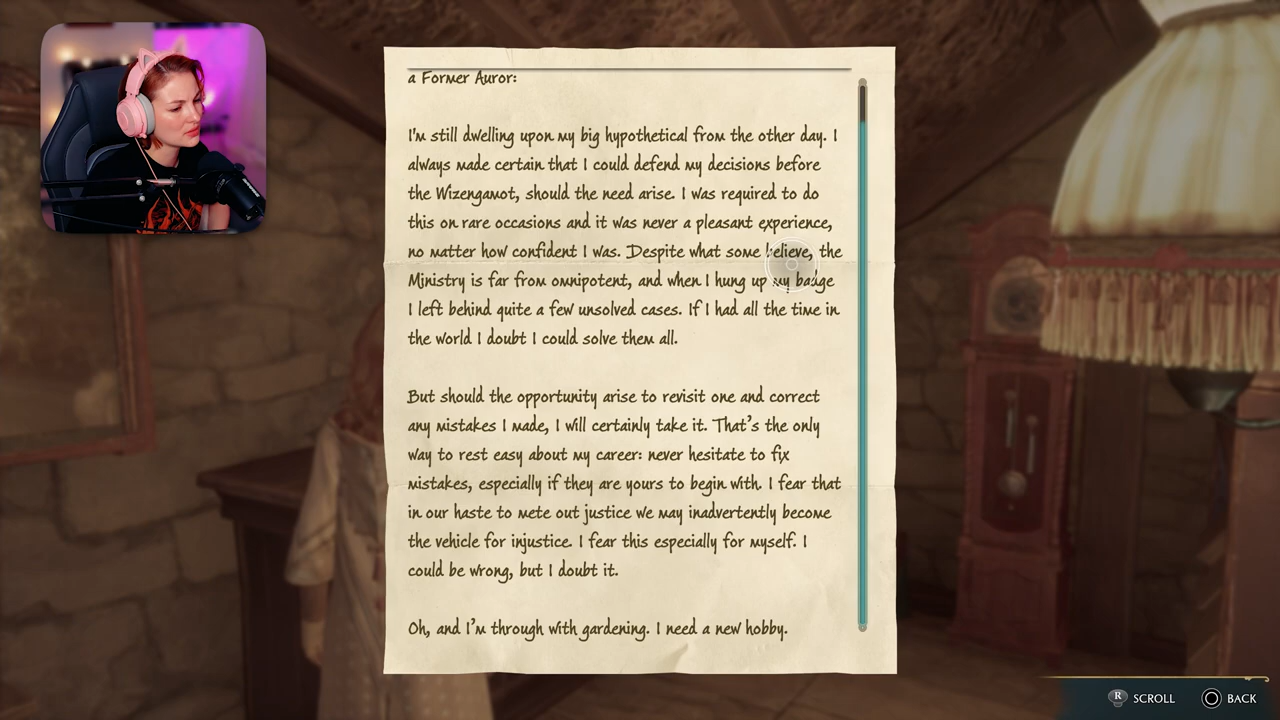 a Former Auror:
I'm still dwelling upon my big hypothetical from the other day. I
always made certain that I could defend my decisions before
the Wizengamot, should the need arise. I was required to do
this on rare occasions and it was never a pleasant experience,
no matter how confident I was. Despite what some believe, the
Ministry is far from omnipotent, and when I hung up my badge
I left behind quite a few unsolved cases. If I had all the time in
the world I doubt I could solve them all.
But should the opportunity arise to revisit one and correct
any mistakes I made, I will certainly take it. That's the only
way to rest easy about my career: never hesitate to fix
mistakes, especially if they are yours to begin with. I fear that
in our haste to mete out justice we may inadvertently become
the vehicle for injustice. I fear this especially for myself. I
could be wrong, but I doubt it.
Oh, and I'm through with gardening. I need a new hobby.
R SCROLL BACK